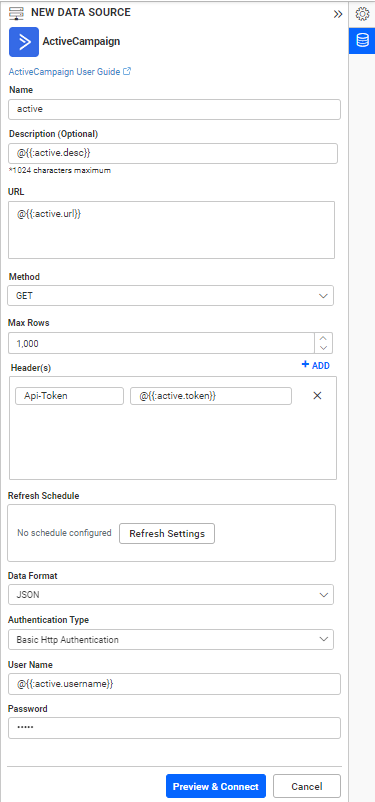 NEW DATA SOURCE
ActiveCampaign
ActiveCampaign User Guide
Name
active
Description (Optional)
@{{:active.desc}}
*1024 characters maximum
URL
@{{:active.url}}
Method
GET
Max Rows
1,000
Header(s)
+ ADD
Api-Token @{{:active.token}}
Refresh Schedule
No schedule configured Refresh Settings
Data Format
JSON
Authentication Type
Basic Http Authentication
User Name
@{{:active.username}}
Password
•••••
Preview & Connect Cancel